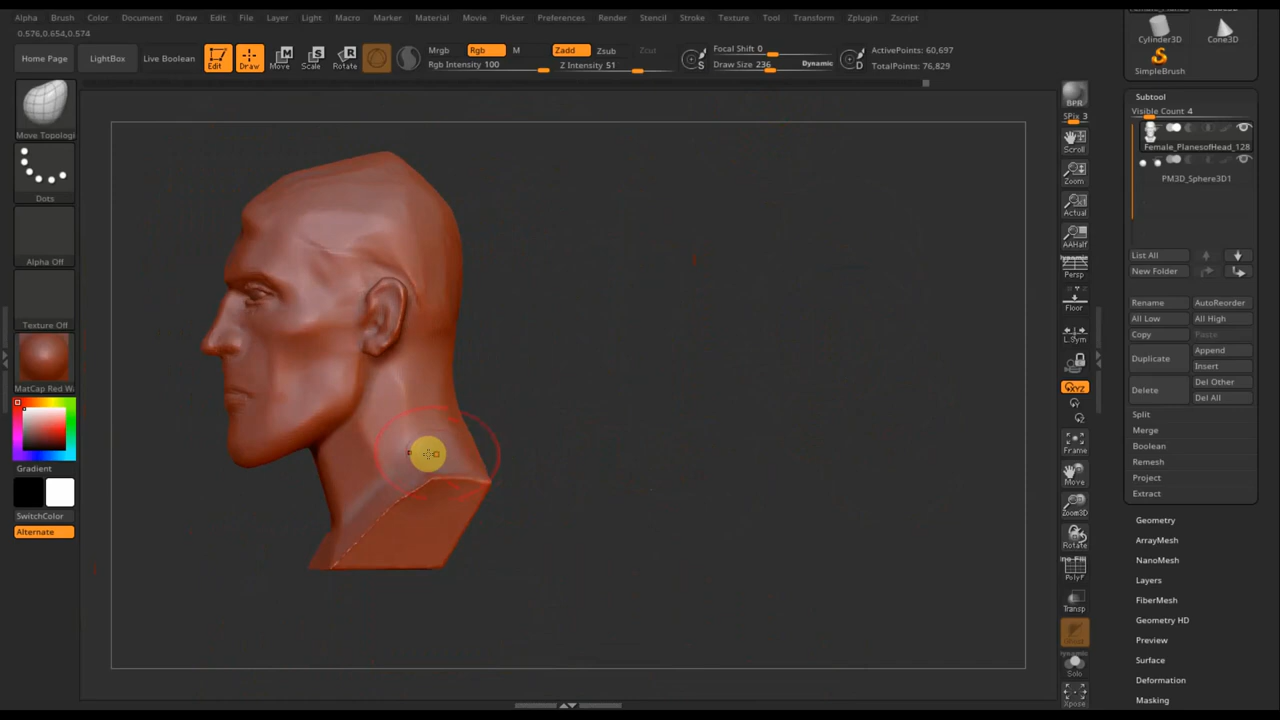 Alpha Brush Color Document Draw Edit File Layer Light Macro Marker Material Movie Picker Preferences Render Stencil Stroke Texture Tool Transform Zplugin Zscript
0.576,0.654,0.574
Home Page
LightBox
Live Boolean
Edit
Draw
Move
Scale
Rotate
Mrgb Rgb M
Rgb Intensity 100
Zadd Zsub Zcut
Z Intensity 51
S
Focal Shift 0
Draw Size 236 Dynamic
D
ActivePoints: 60,697
TotalPoints: 76,829
Move Topologi
Dots
Alpha Off
Texture Off
MatCap Red Wa
Gradient
SwitchColor
Alternate
BPR
SPix 3
Scroll
Zoom
Actual
AAHalf
Dynamic
Persp
Floor
L.Sym
XYZ
Frame
Move
Zoom3D
Rotate
PolyF
Transp
Dynamic
Solo
Xpose
Cylinder3D
Cone3D
SimpleBrush
Subtool
Visible Count 4
Female_PlanesofHead_128
PM3D_Sphere3D1
List All
New Folder
Rename AutoReorder
All Low All High
Copy Paste
Duplicate Append
Insert
Delete Del Other
Del All
Split
Merge
Boolean
Remesh
Project
Extract
Geometry
ArrayMesh
NanoMesh
Layers
FiberMesh
Geometry HD
Preview
Surface
Deformation
Masking